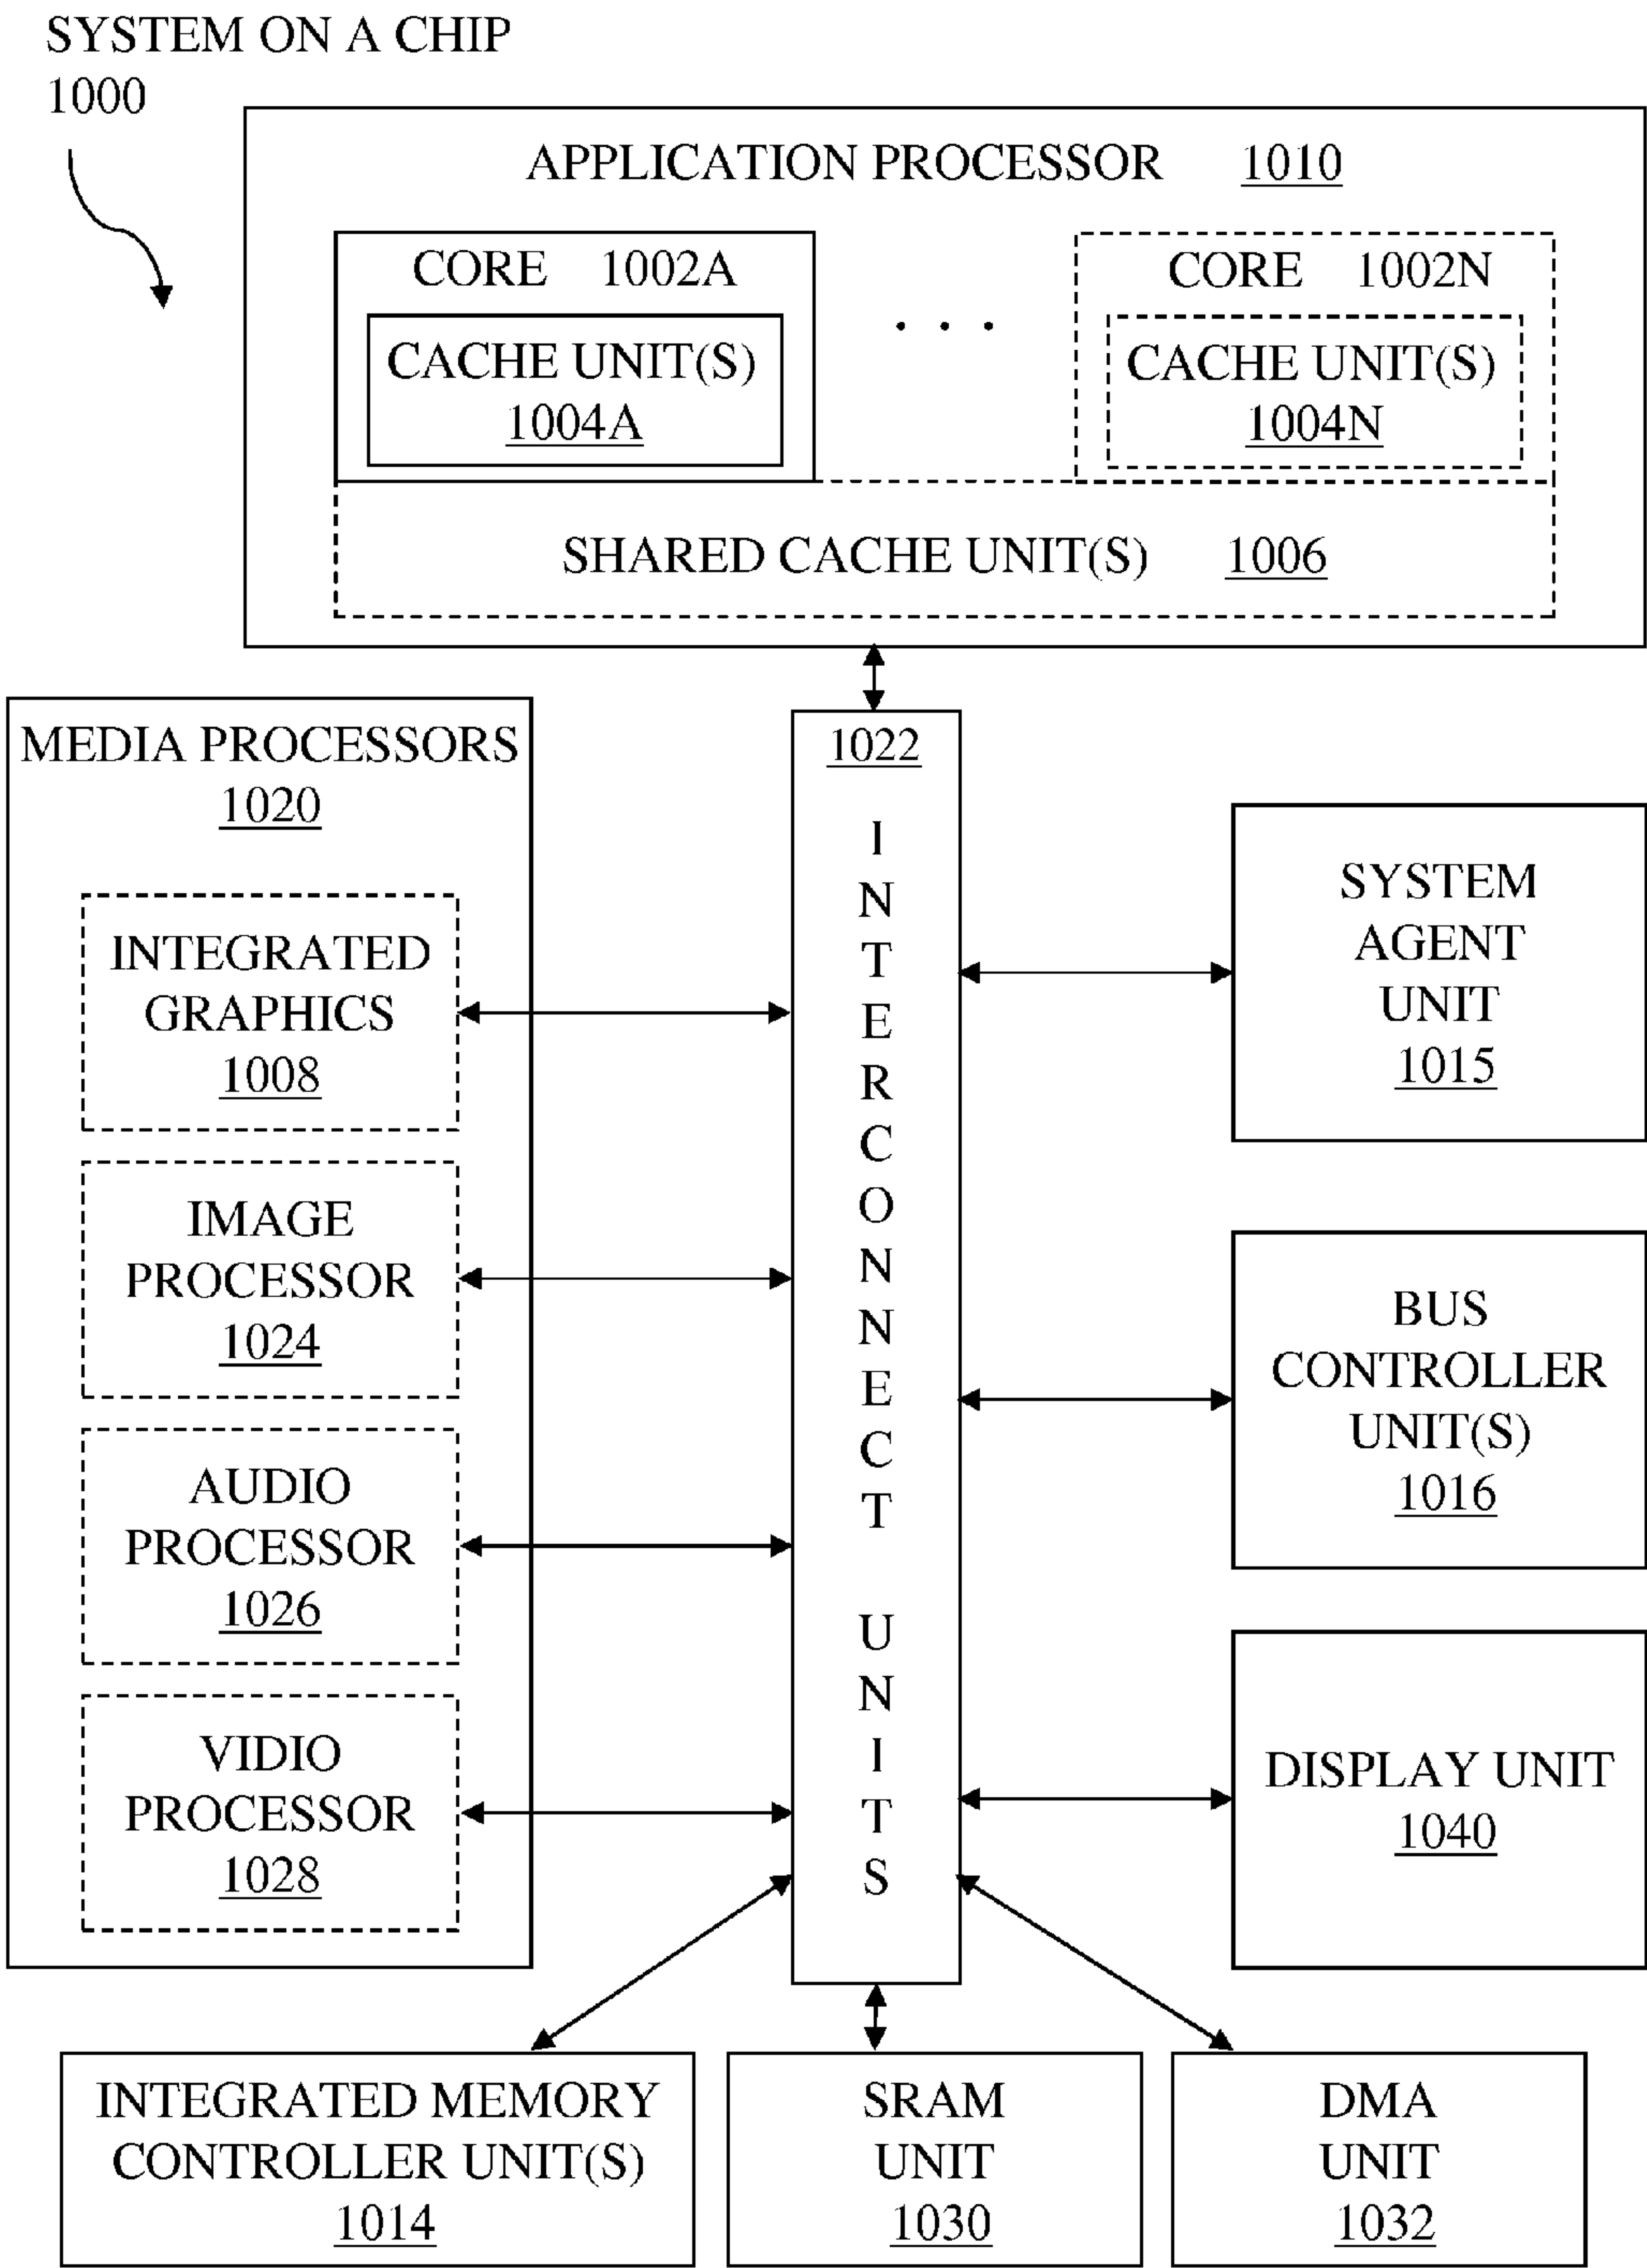 SYSTEM ON A CHIP
1000
APPLICATION PROCESSOR 1010
CORE 1002A
CACHE UNIT(S)
1004A
. . .
CORE 1002N
CACHE UNIT(S)
1004N
SHARED CACHE UNIT(S) 1006
MEDIA PROCESSORS
1020
INTEGRATED
GRAPHICS
1008
IMAGE
PROCESSOR
1024
AUDIO
PROCESSOR
1026
VIDIO
PROCESSOR
1028
1022
INTERCONNECT UNITS
SYSTEM
AGENT
UNIT
1015
BUS
CONTROLLER
UNIT(S)
1016
DISPLAY UNIT
1040
INTEGRATED MEMORY
CONTROLLER UNIT(S)
1014
SRAM
UNIT
1030
DMA
UNIT
1032